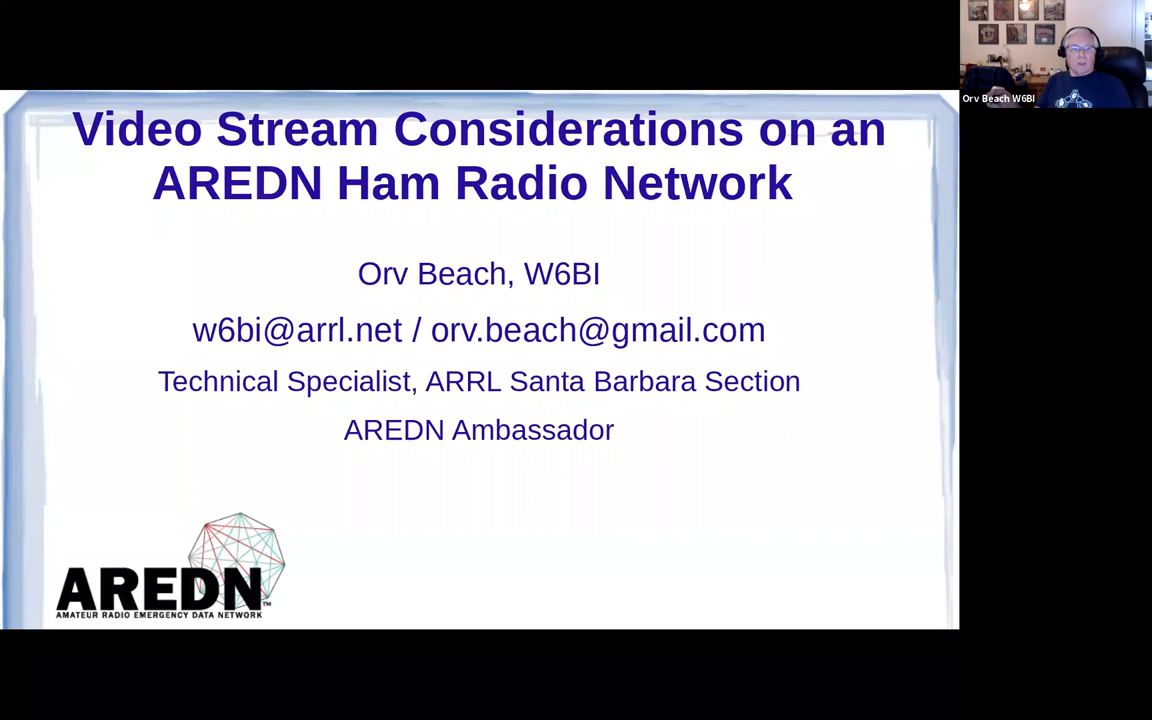 Video Stream Considerations on an
AREDN Ham Radio Network
Orv Beach, W6BI
w6bi@arrl.net / orv.beach@gmail.com
Technical Specialist, ARRL Santa Barbara Section
AREDN Ambassador
AREDN™
AMATEUR RADIO EMERGENCY DATA NETWORK
Orv Beach W6BI